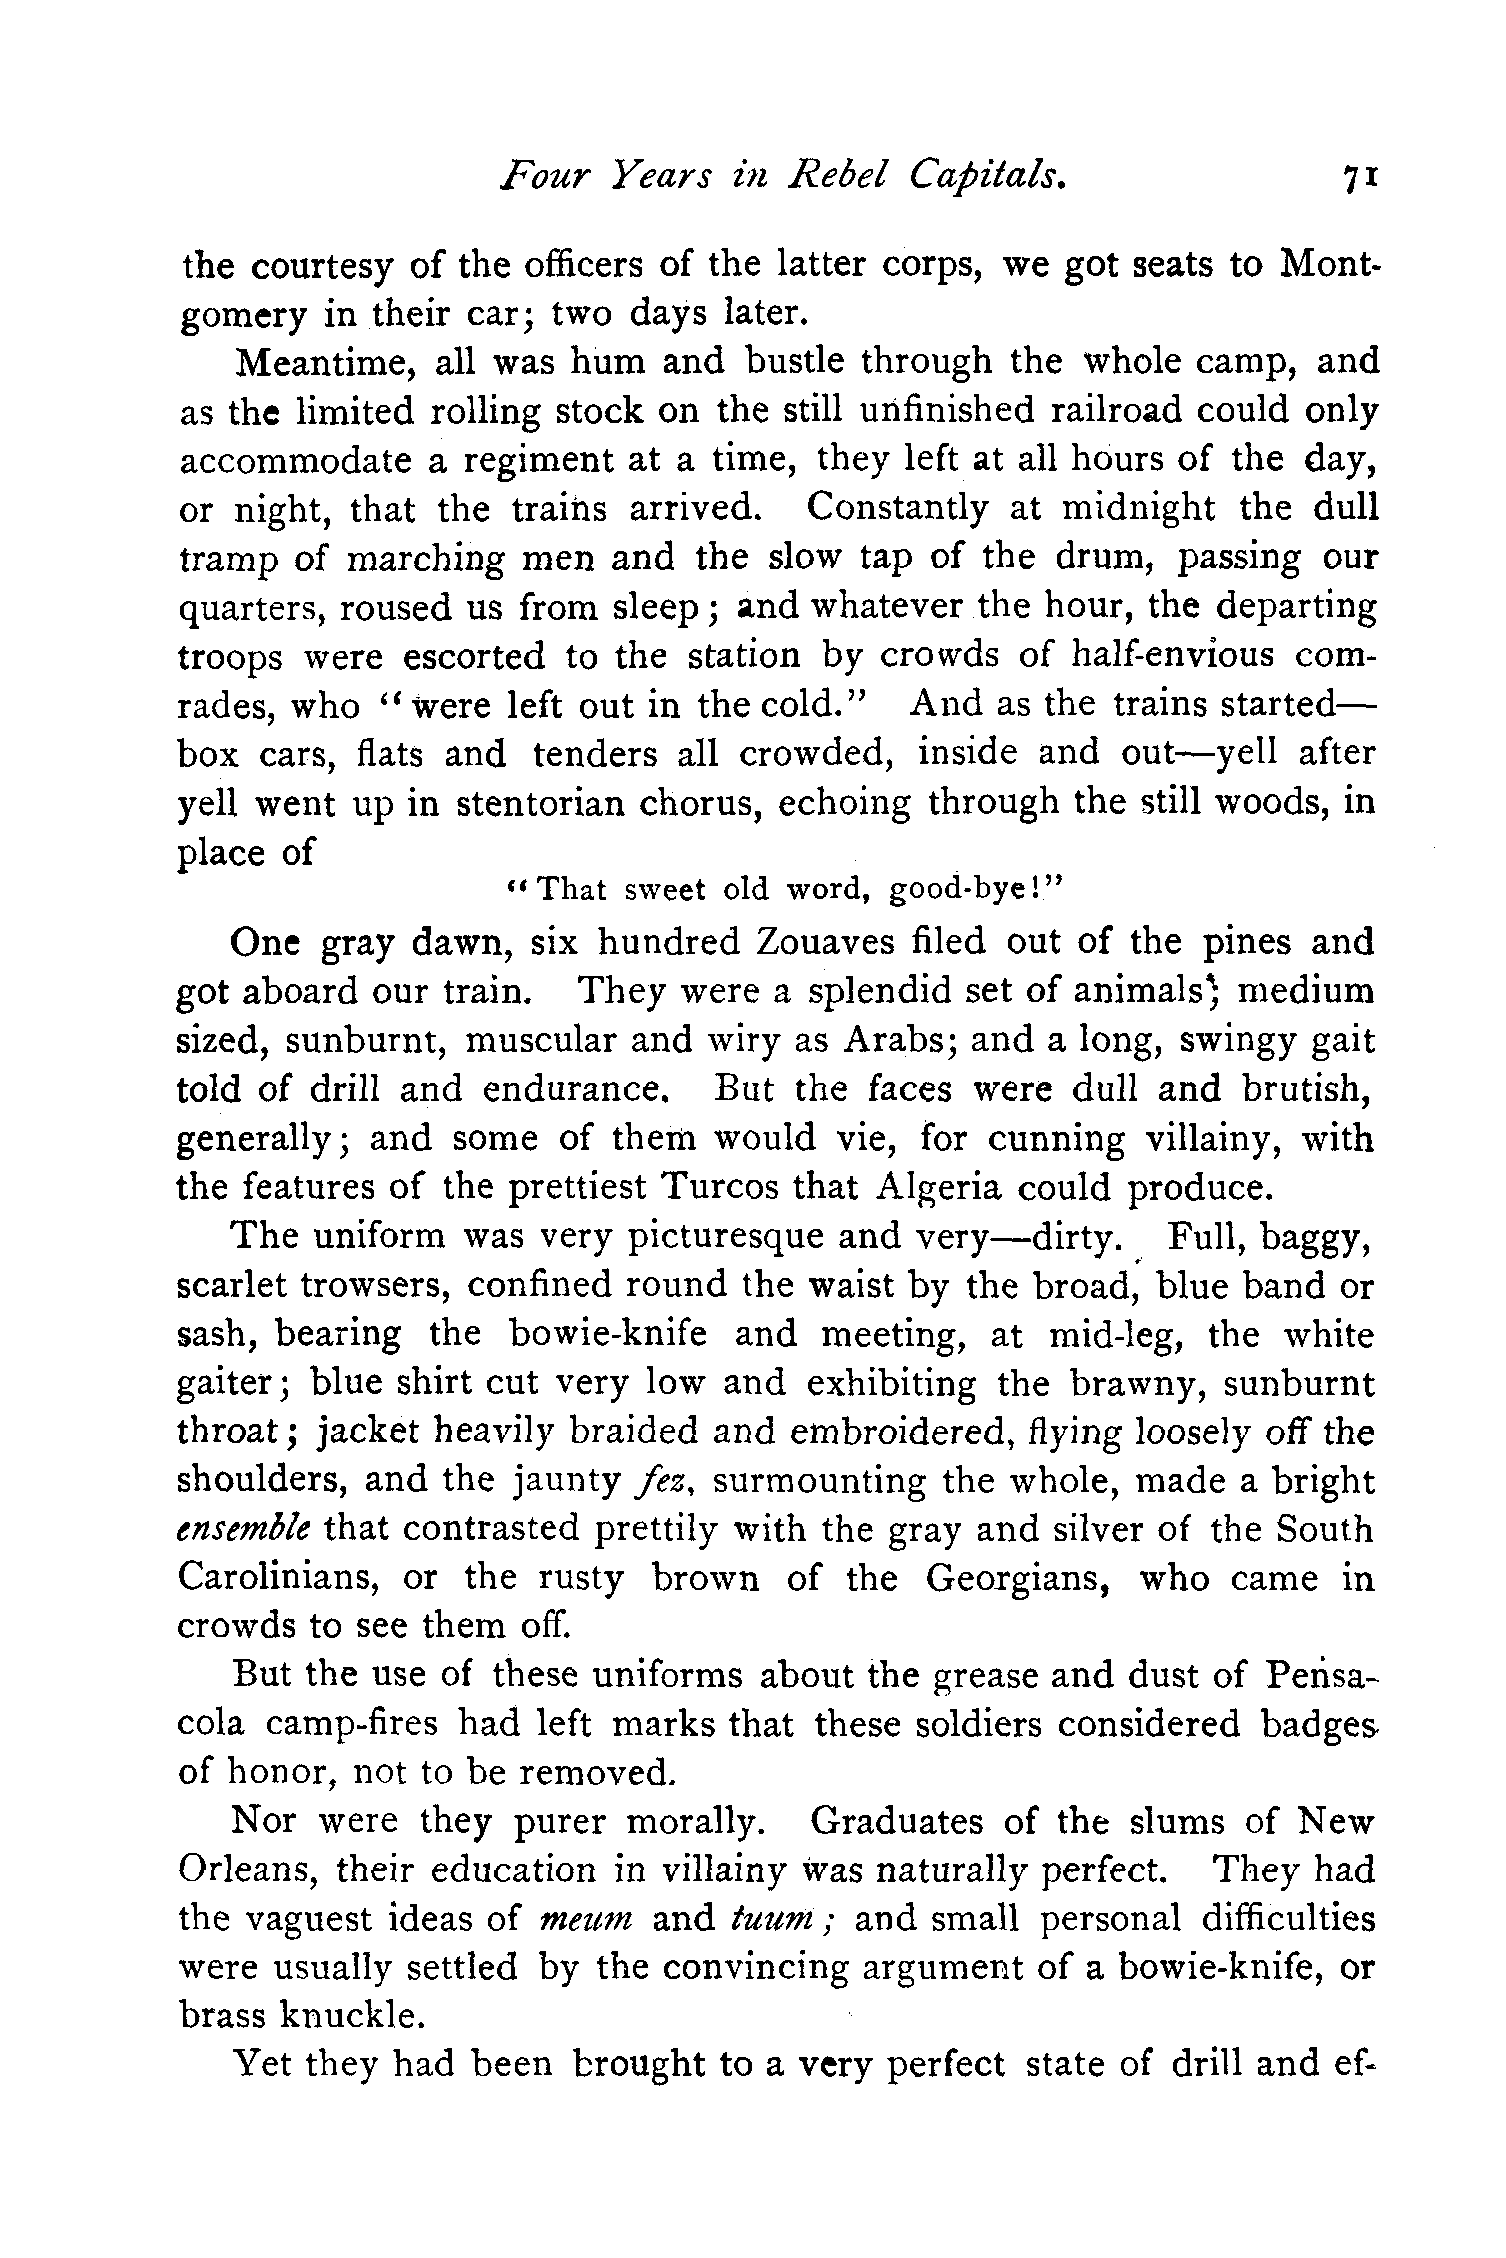 Four Years in Rebel Capitals. 71
the courtesy of the officers of the latter corps, we got seats to Mont-
gomery in their car; two days later.
Meantime, all was hum and bustle through the whole camp, and
as the limited rolling stock on the still unfinished railroad could only
accommodate a regiment at a time, they left at all hours of the day,
or night, that the trains arrived. Constantly at midnight the dull
tramp of marching men and the slow tap of the drum, passing our
quarters, roused us from sleep; and whatever the hour, the departing
troops were escorted to the station by crowds of half-envious com-
rades, who "were left out in the cold." And as the trains started—
box cars, flats and tenders all crowded, inside and out—yell after
yell went up in stentorian chorus, echoing through the still woods, in
place of
"That sweet old word, good-bye!"
One gray dawn, six hundred Zouaves filed out of the pines and
got aboard our train. They were a splendid set of animals; medium
sized, sunburnt, muscular and wiry as Arabs; and a long, swingy gait
told of drill and endurance. But the faces were dull and brutish,
generally; and some of them would vie, for cunning villainy, with
the features of the prettiest Turcos that Algeria could produce.
The uniform was very picturesque and very—dirty. Full, baggy,
scarlet trowsers, confined round the waist by the broad, blue band or
sash, bearing the bowie-knife and meeting, at mid-leg, the white
gaiter; blue shirt cut very low and exhibiting the brawny, sunburnt
throat; jacket heavily braided and embroidered, flying loosely off the
shoulders, and the jaunty fez, surmounting the whole, made a bright
ensemble that contrasted prettily with the gray and silver of the South
Carolinians, or the rusty brown of the Georgians, who came in
crowds to see them off.
But the use of these uniforms about the grease and dust of Pensa-
cola camp-fires had left marks that these soldiers considered badges
of honor, not to be removed.
Nor were they purer morally. Graduates of the slums of New
Orleans, their education in villainy was naturally perfect. They had
the vaguest ideas of meum and tuum; and small personal difficulties
were usually settled by the convincing argument of a bowie-knife, or
brass knuckle.
Yet they had been brought to a very perfect state of drill and ef-